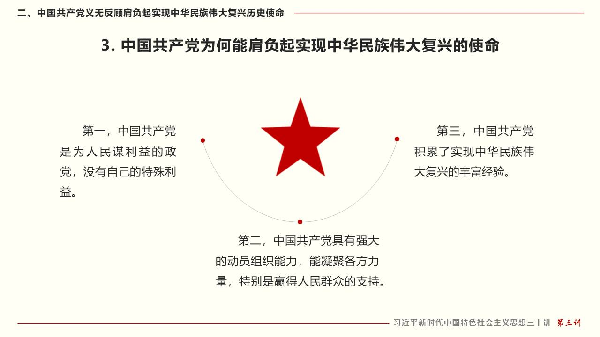 二、中国共产党义无反顾肩负起实现中华民族伟大复兴历史使命
3. 中国共产党为何能肩负起实现中华民族伟大复兴的使命
第一，中国共产党
是为人民谋利益的政
党，没有自己的特殊利
益。
第三，中国共产党
积累了实现中华民族伟
大复兴的丰富经验。
第二，中国共产党具有强大
的动员组织能力，能凝聚各方力
量，特别是赢得人民群众的支持。
习近平新时代中国特色社会主义思想三十讲 第三讲